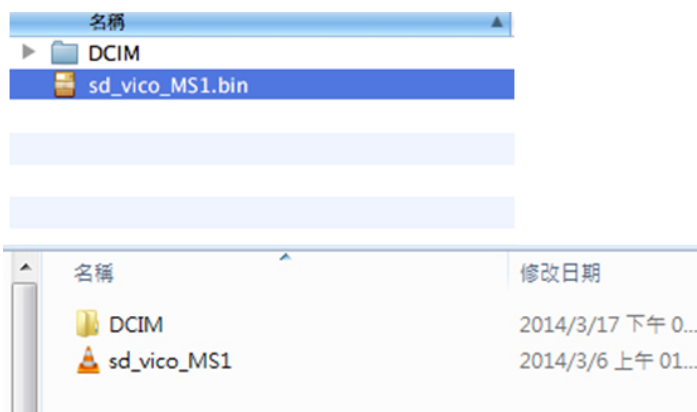 名稱
DCIM
sd_vico_MS1.bin
名稱 修改日期
DCIM 2014/3/17 下午 0...
sd_vico_MS1 2014/3/6 上午 01...